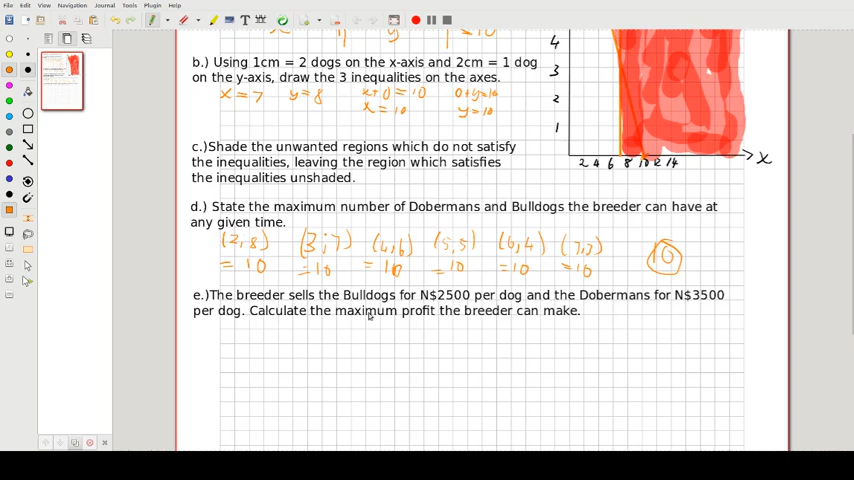 File Edit View Navigation Journal Tools Plugin Help
4
b.) Using 1cm = 2 dogs on the x-axis and 2cm = 1 dog
on the y-axis, draw the 3 inequalities on the axes.
3
x = 7 y = 8 x+0 = 10 0+y=10
x = 10 y=10
2
1
c.)Shade the unwanted regions which do not satisfy
the inequalities, leaving the region which satisfies
the inequalities unshaded.
2 4 6 8 10 12 14 x
d.) State the maximum number of Dobermans and Bulldogs the breeder can have at
any given time.
(2,8) (3;7) (4,6) (5,5) (6,4) (7,3) 10
= 10 =10 = 10 = 10 =10 =10
e.)The breeder sells the Bulldogs for N$2500 per dog and the Dobermans for N$3500
per dog. Calculate the maximum profit the breeder can make.